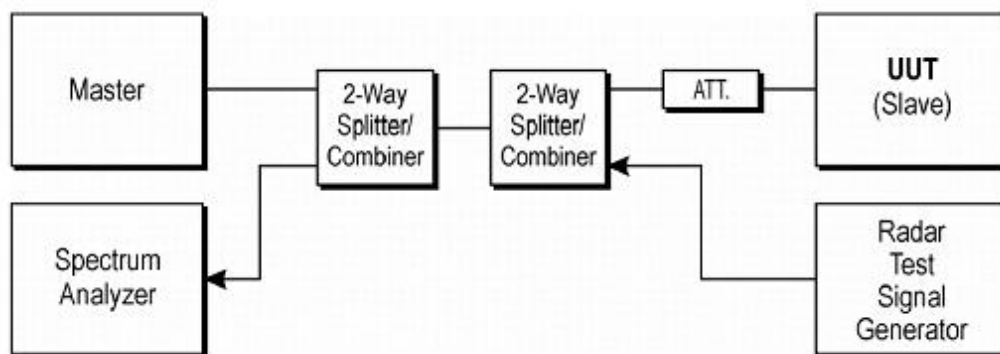 Master
2-Way
Splitter/
Combiner
2-Way
Splitter/
Combiner
ATT.
UUT
(Slave)
Spectrum
Analyzer
Radar
Test
Signal
Generator